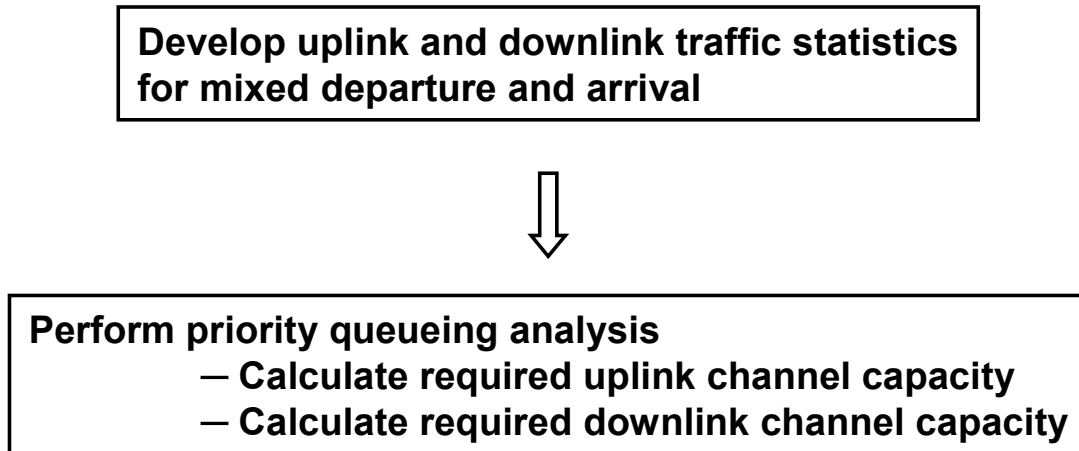 Develop uplink and downlink traffic statistics
for mixed departure and arrival
Perform priority queueing analysis
— Calculate required uplink channel capacity
— Calculate required downlink channel capacity